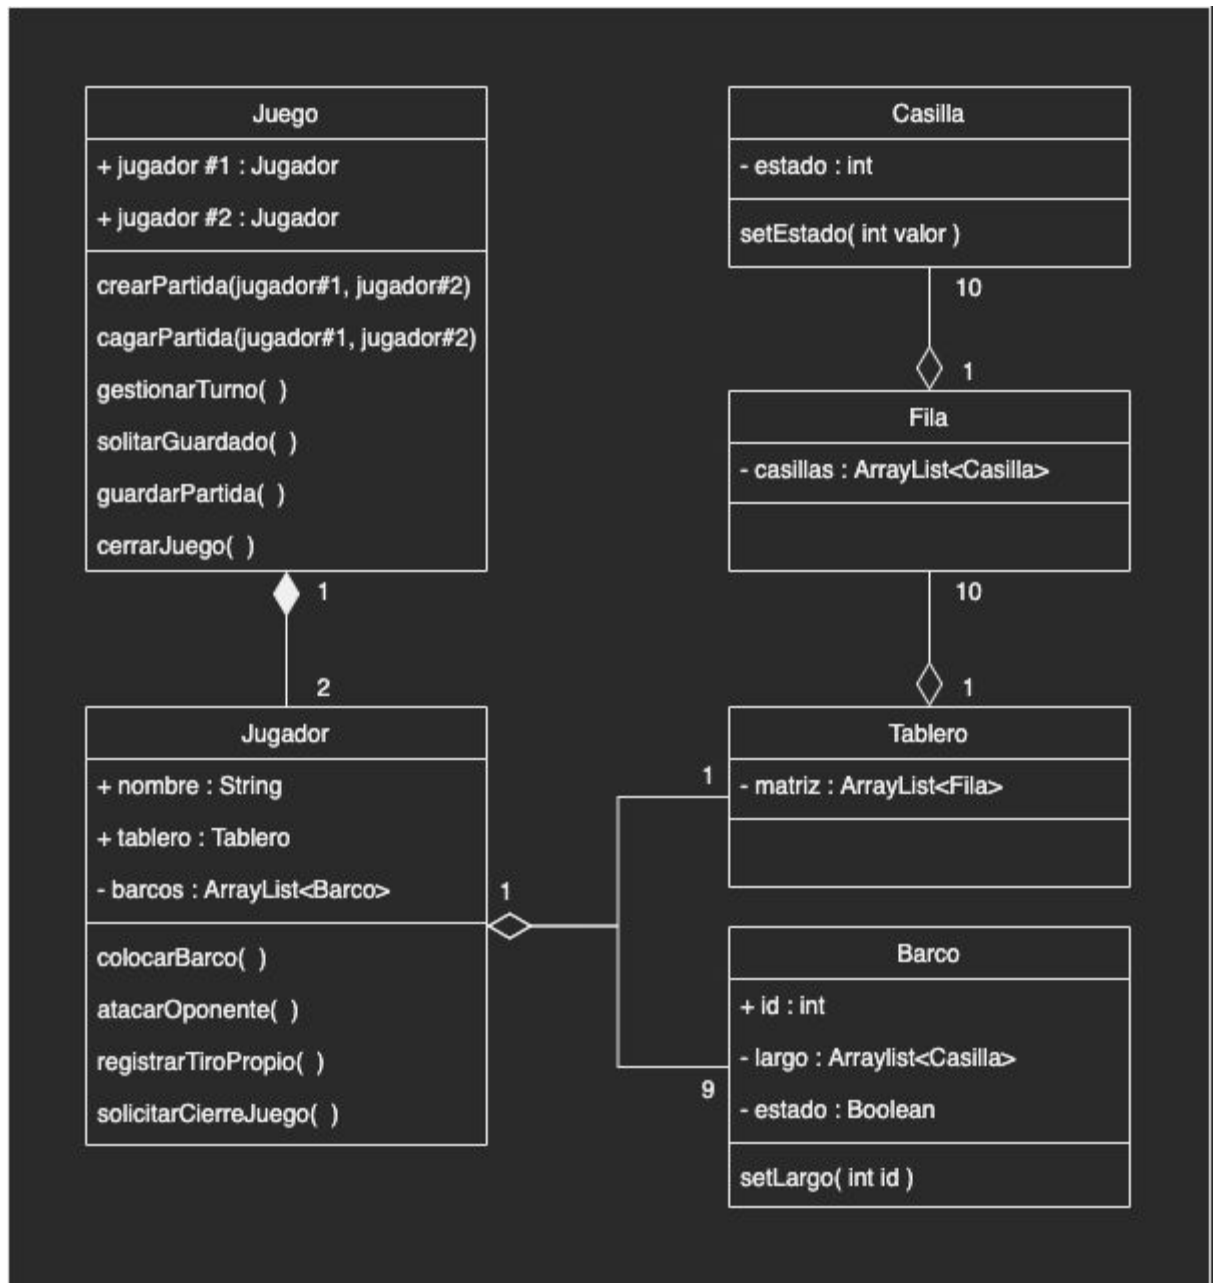 Juego
+ jugador #1 : Jugador
+ jugador #2 : Jugador
crearPartida(jugador#1, jugador#2)
cagarPartida(jugador#1, jugador#2)
gestionarTurno(  )
solitarGuardado(  )
guardarPartida(  )
cerrarJuego(  )
1
2
Jugador
+ nombre : String
+ tablero : Tablero
- barcos : ArrayList<Barco>
colocarBarco(  )
atacarOponente(  )
registrarTiroPropio(  )
solicitarCierreJuego(  )
1
1
9
Casilla
- estado : int
setEstado( int valor )
10
1
Fila
- casillas : ArrayList<Casilla>
10
1
Tablero
- matriz : ArrayList<Fila>
Barco
+ id : int
- largo : Arraylist<Casilla>
- estado : Boolean
setLargo( int id )